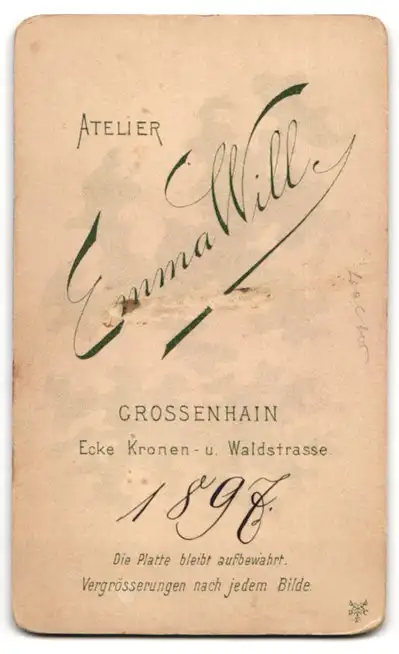 ATELIER
Emma Will
GROSSENHAIN
Ecke Kronen- u. Waldstrasse.
1897.
Die Platte bleibt aufbewahrt.
Vergrösserungen nach jedem Bilde.